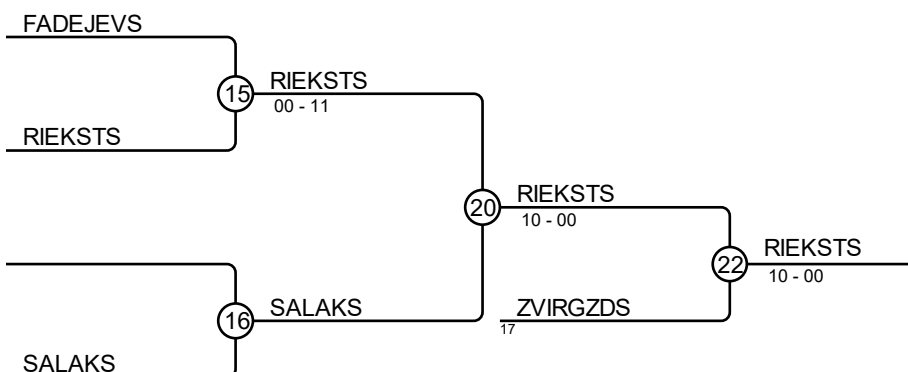 FADEJEVS
15
RIEKSTS
00 - 11
RIEKSTS
20
RIEKSTS
10 - 00
22
RIEKSTS
10 - 00
16
SALAKS
17
ZVIRGZDS
SALAKS